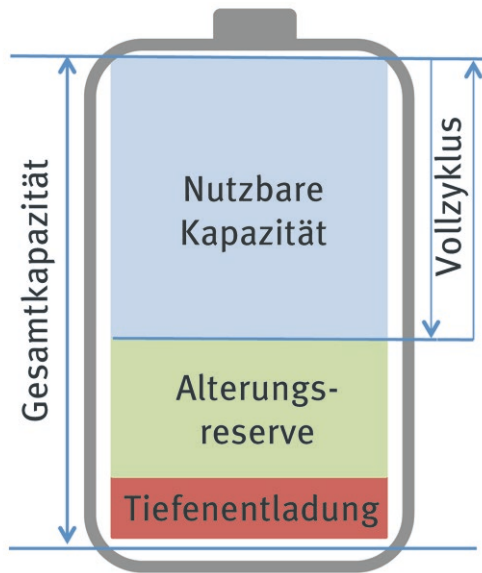 Gesamtkapazität
Nutzbare
Kapazität
Vollzyklus
Alterungs-
reserve
Tiefenentladung